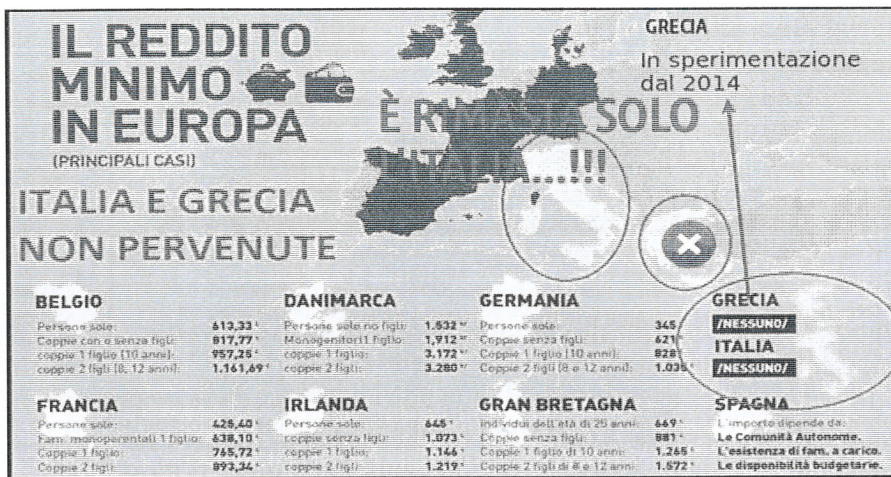 IL REDDITO
MINIMO
IN EUROPA
(PRINCIPALI CASI)
ITALIA E GRECIA
NON PERVENUTE
È RIMASTA SOLO
L'ITALIA...!!!
GRECIA
In sperimentazione
dal 2014
BELGIO
Persone sole: 613,33 €
Coppie con o senza figli: 817,77 €
coppie 1 figlio (10 anni): 957,25 €
coppie 2 figli (8, 12 anni): 1.161,69 €
DANIMARCA
Persone sole no figli: 1.532
Monogenitori 1 figlio: 1,912
coppie 1 figlio: 3.172
coppie 2 figli: 3.280
GERMANIA
Persone sole: 345
Coppie senza figli: 621
Coppie 1 figlio (10 anni): 828
Coppie 2 figli (8 e 12 anni): 1.035
GRECIA
/NESSUNO/
ITALIA
/NESSUNO/
FRANCIA
Persone sole: 425,40 €
Fam. monoparentali 1 figlio: 638,10 €
Coppie 1 figlio: 765,72 €
Coppie 2 figli: 893,34 €
IRLANDA
Persone sole: 645 €
coppie senza figli: 1.073 €
coppie 1 figlio: 1.146 €
coppie 2 figli: 1.219 €
GRAN BRETAGNA
Individui dell'età di 25 anni: 669 €
Coppie senza figli: 881 €
Coppie 1 figlio di 10 anni: 1.265 €
Coppie 2 figli di 8 e 12 anni: 1.572 €
SPAGNA
L'importo dipende da:
Le Comunità Autonome.
L'esistenza di fam. a carico.
Le disponibilità budgetarie.